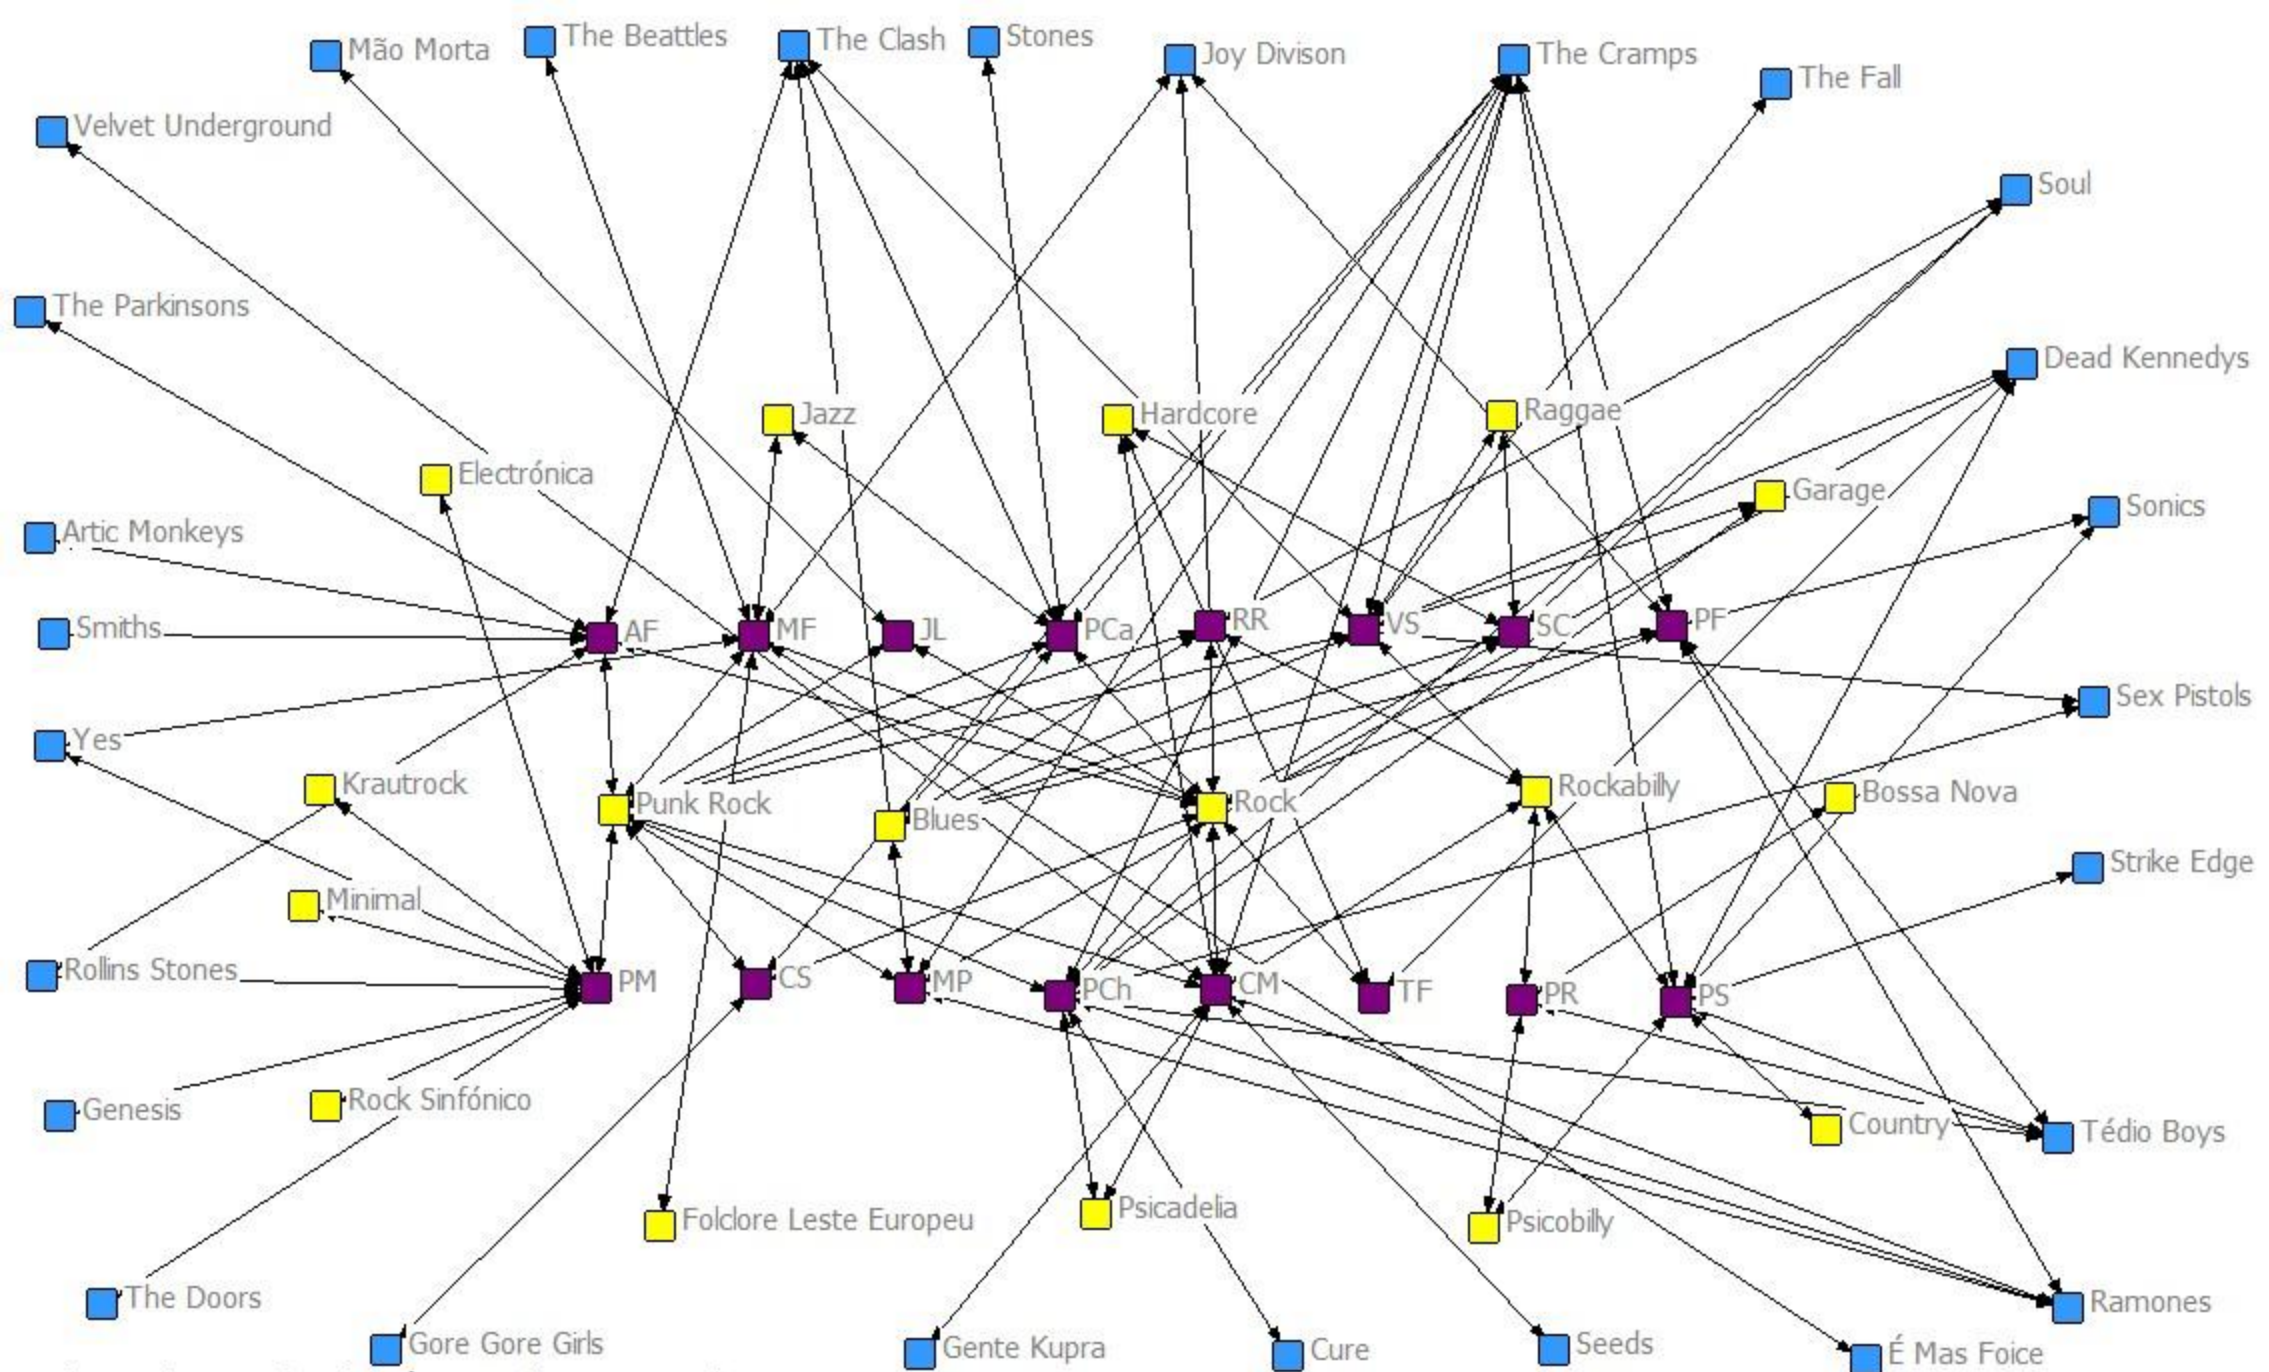 Mão Morta
The Beattles
The Clash
Stones
Joy Divison
The Cramps
The Fall
Velvet Underground
Soul
The Parkinsons
Dead Kennedys
Jazz
Hardcore
Raggae
Electrónica
Garage
Sonics
Artic Monkeys
Smiths
AF
MF
JL
PCa
RR
VS
SC
PF
Sex Pistols
Yes
Krautrock
Punk Rock
Blues
Rock
Rockabilly
Bossa Nova
Strike Edge
Minimal
Rollins Stones
PM
CS
MP
PCh
CM
TF
PR
PS
Genesis
Rock Sinfónico
Country
Tédio Boys
Folclore Leste Europeu
Psicadelia
Psicobilly
The Doors
Ramones
Gore Gore Girls
Gente Kupra
Cure
Seeds
É Mas Foice